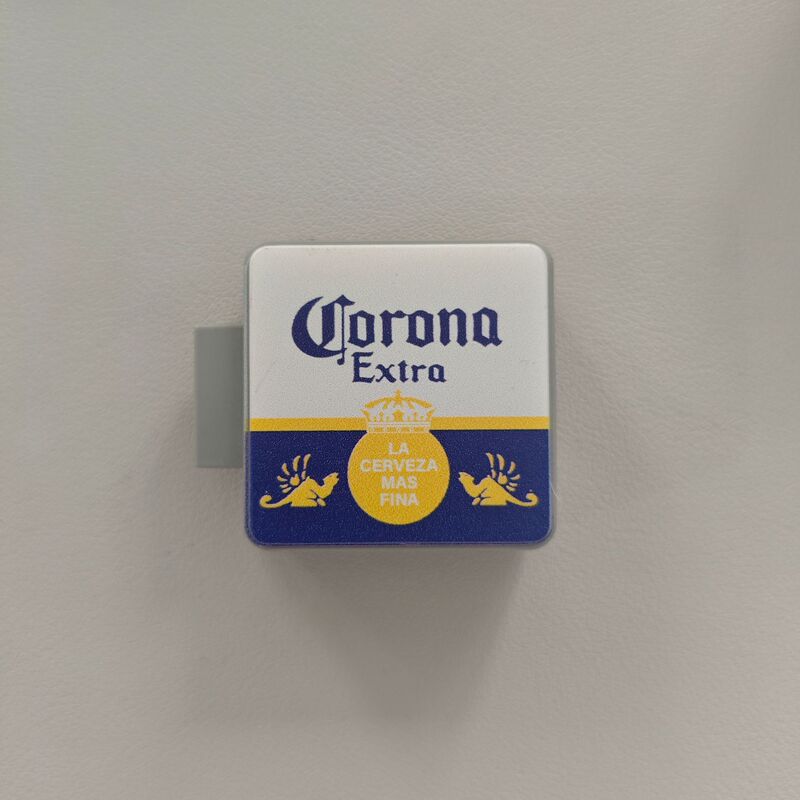 Corona
Extra
LA
CERVEZA
MAS
FINA